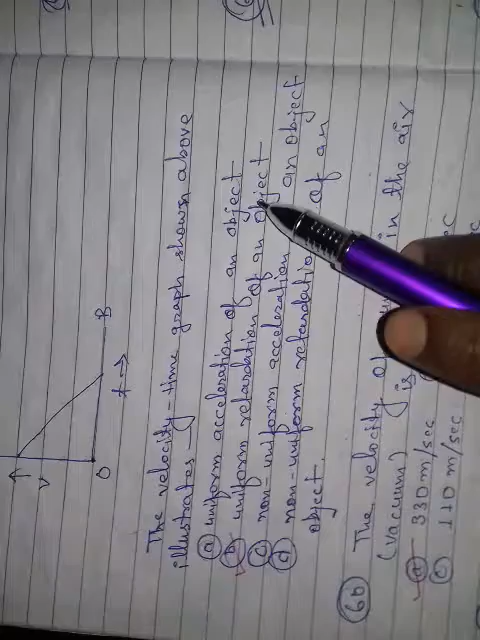 V
O
t →
B
The velocity-time graph shown above
illustrates—
(a) uniform acceleration of an object
(b) uniform retardation of an object
(c) non-uniform acceleration an object
(d) non-uniform retardation of an
object.
(6b) The velocity of in the air
(vacuum) is
(a) 330 m/sec
(c) 110 m/sec